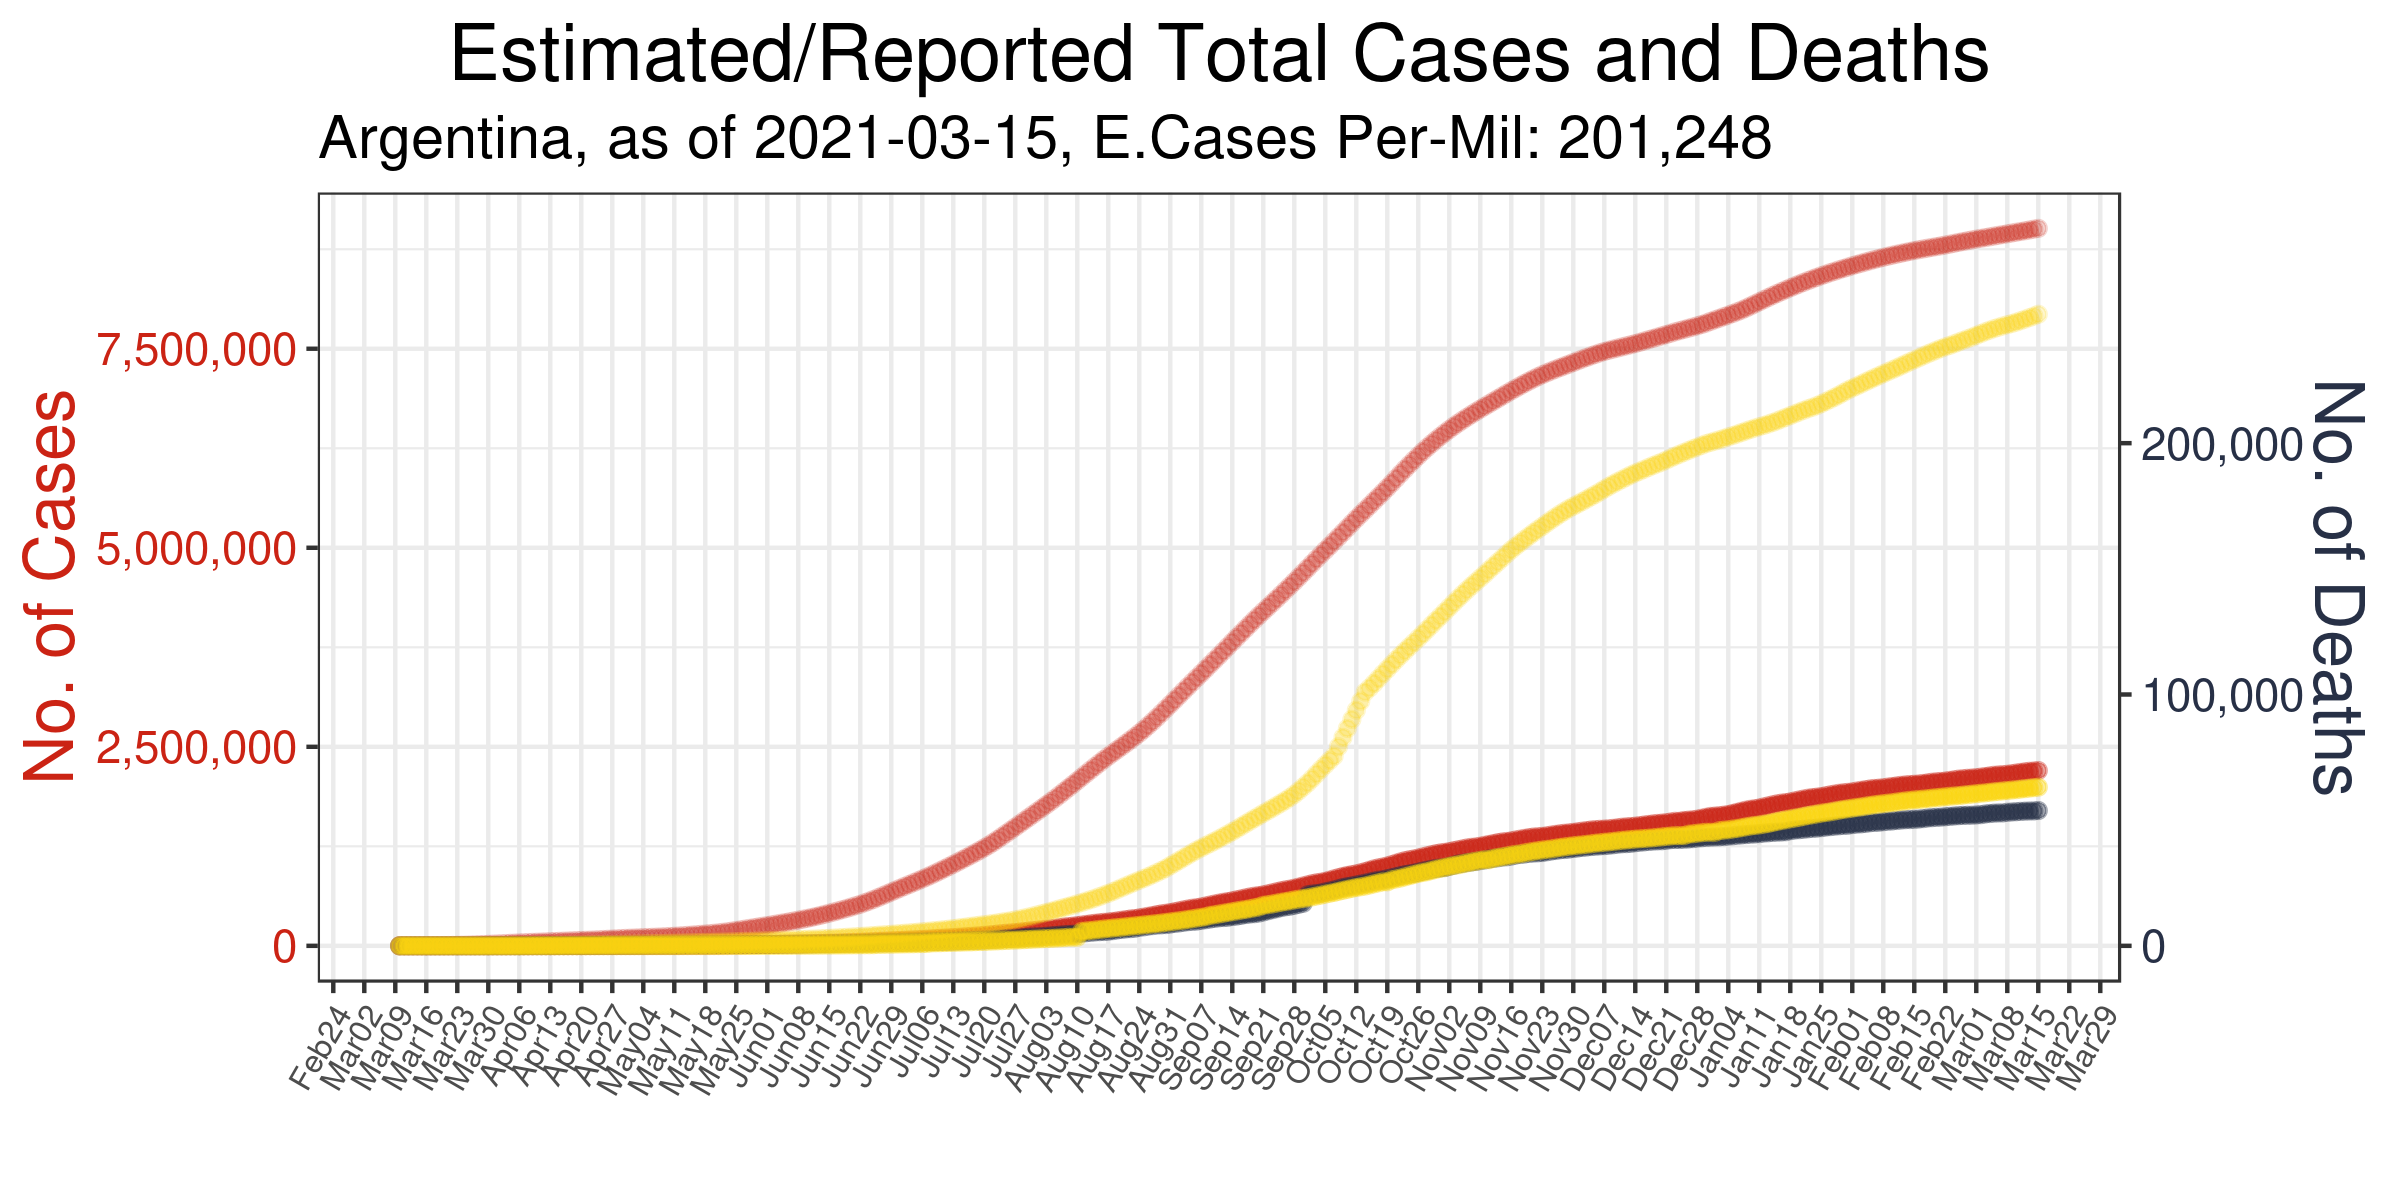 Estimated/Reported Total Cases and Deaths
Argentina, as of 2021-03-15, E.Cases Per-Mil: 201,248
No. of Cases
7,500,000
5,000,000
2,500,000
0
200,000
100,000
0
No. of Deaths
Feb24
Mar02
Mar09
Mar16
Mar23
Mar30
Apr06
Apr13
Apr20
Apr27
May04
May11
May18
May25
Jun01
Jun08
Jun15
Jun22
Jun29
Jul06
Jul13
Jul20
Jul27
Aug03
Aug10
Aug17
Aug24
Aug31
Sep07
Sep14
Sep21
Sep28
Oct05
Oct12
Oct19
Oct26
Nov02
Nov09
Nov16
Nov23
Nov30
Dec07
Dec14
Dec21
Dec28
Jan04
Jan11
Jan18
Jan25
Feb01
Feb08
Feb15
Feb22
Mar01
Mar08
Mar15
Mar22
Mar29